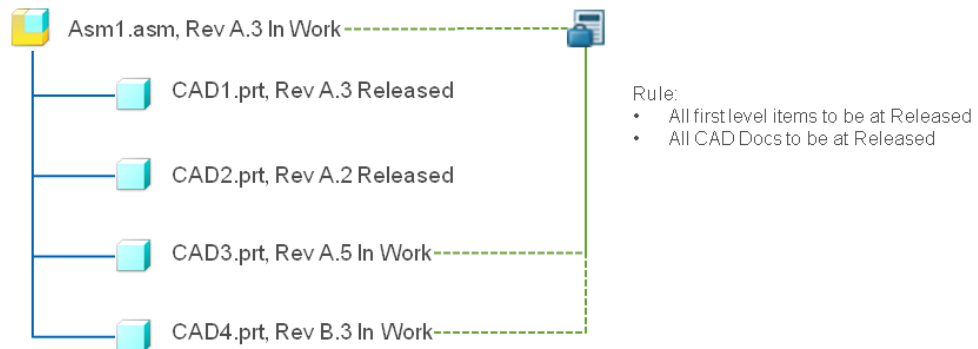 Asm1.asm, Rev A.3 In Work
CAD1.prt, Rev A.3 Released
Rule:
• All first level items to be at Released
• All CAD Docs to be at Released
CAD2.prt, Rev A.2 Released
CAD3.prt, Rev A.5 In Work
CAD4.prt, Rev B.3 In Work